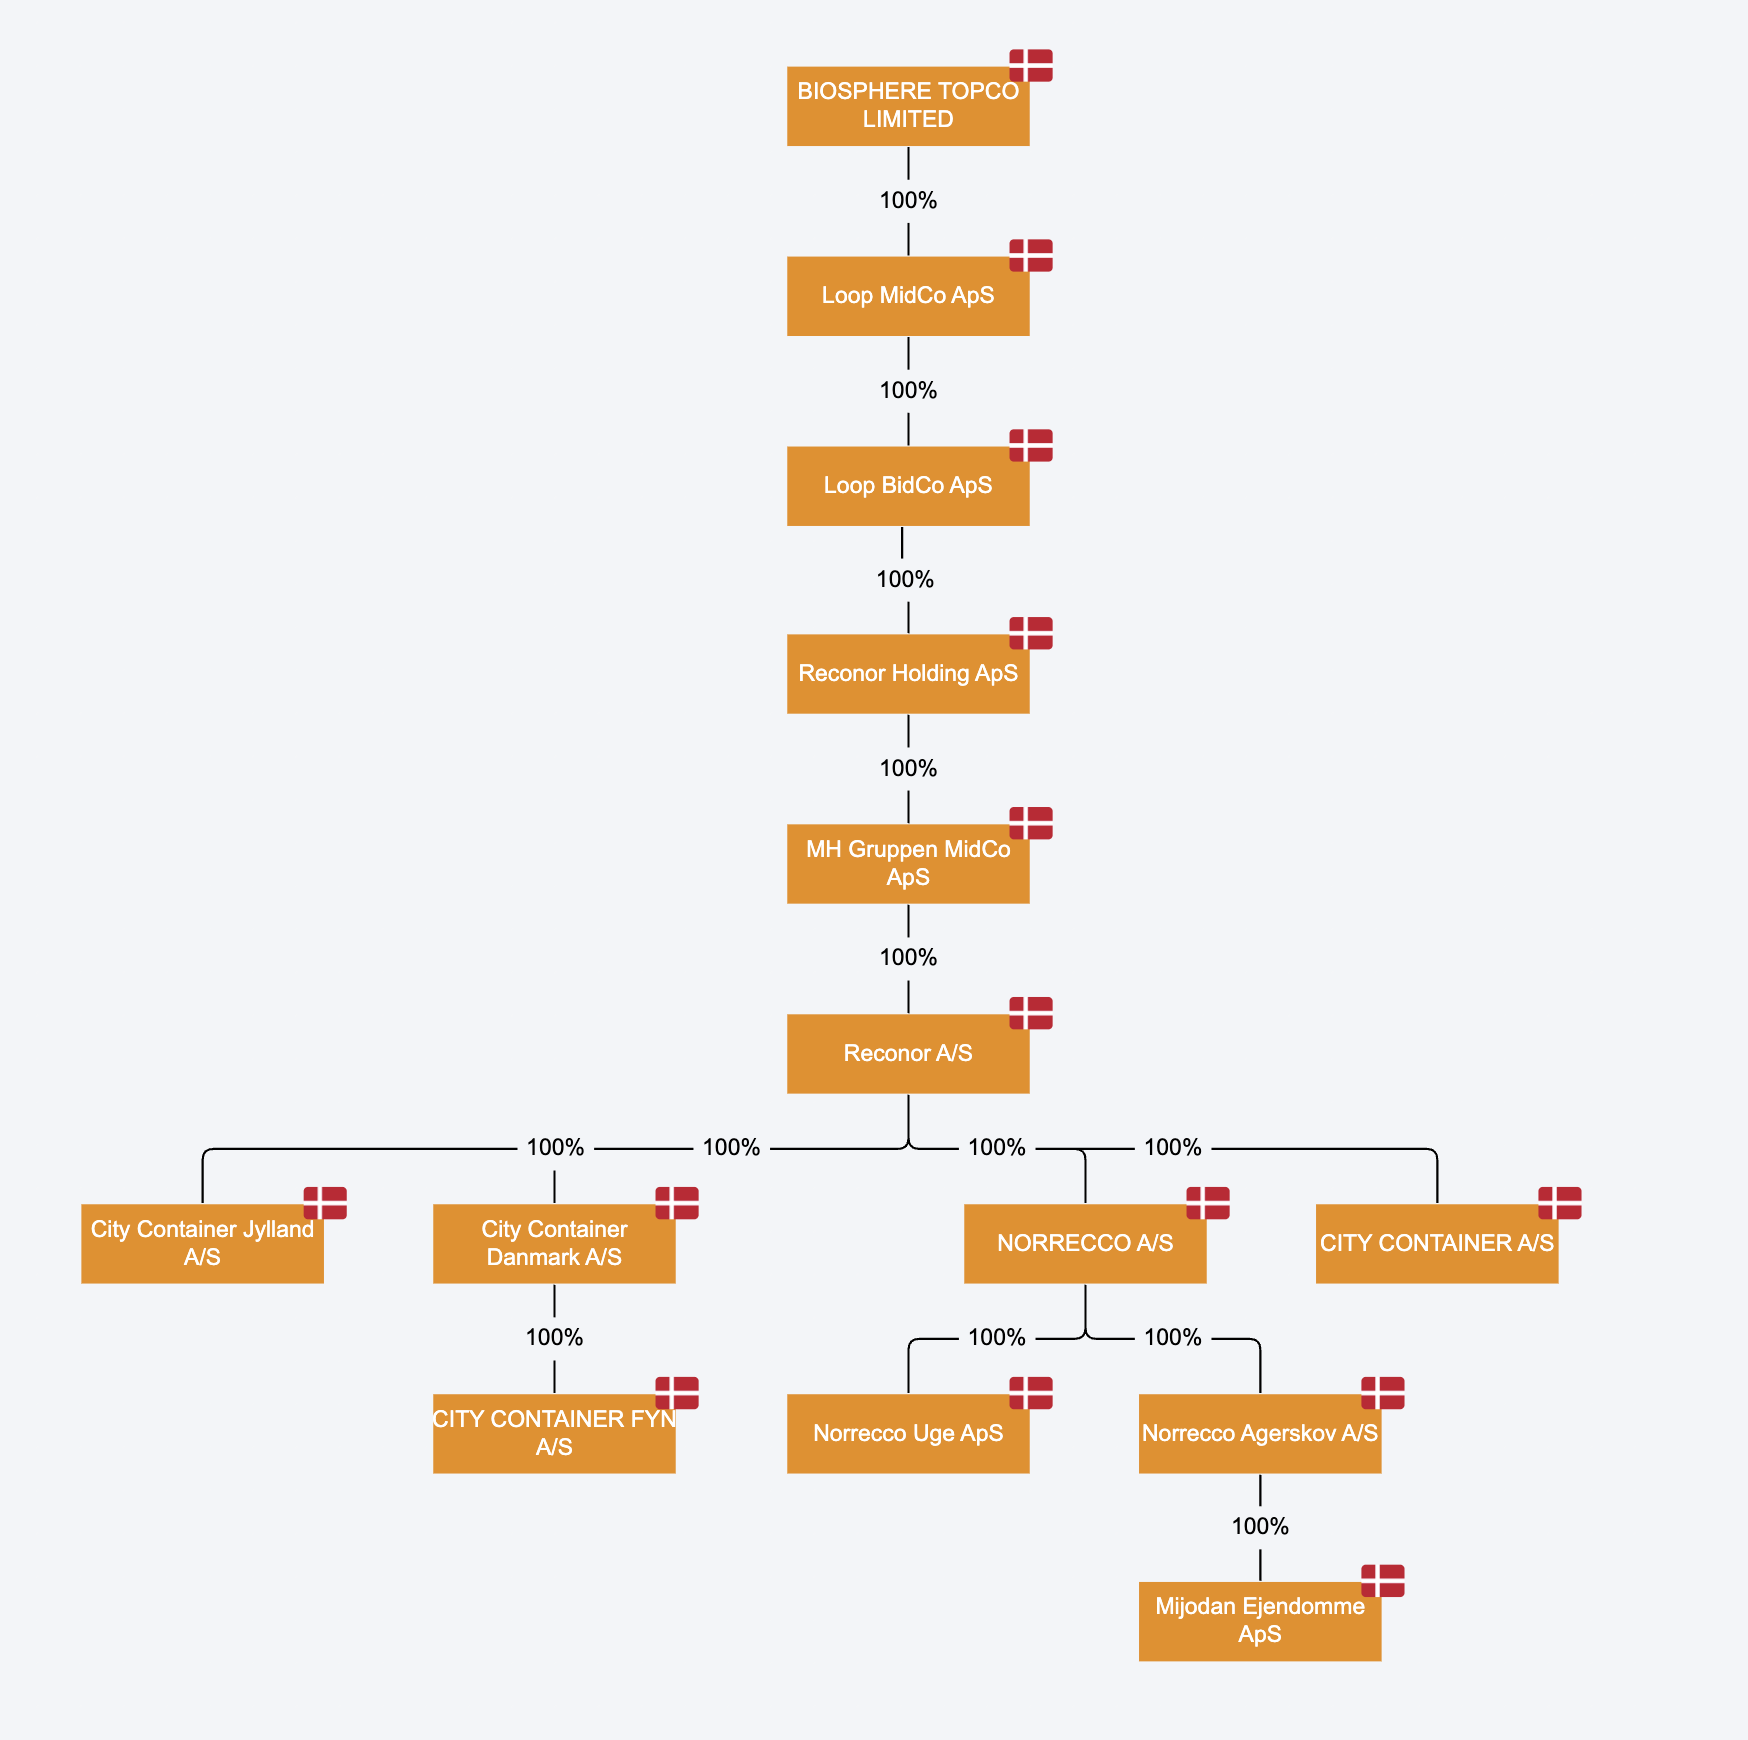 BIOSPHERE TOPCO
LIMITED
100%
Loop MidCo ApS
100%
Loop BidCo ApS
100%
Reconor Holding ApS
100%
MH Gruppen MidCo
ApS
100%
Reconor A/S
100%
100%
100%
100%
City Container Jylland
A/S
City Container
Danmark A/S
NORRECCO A/S
CITY CONTAINER A/S
100%
100%
100%
CITY CONTAINER FYN
A/S
Norrecco Uge ApS
Norrecco Agerskov A/S
100%
Mijodan Ejendomme
ApS